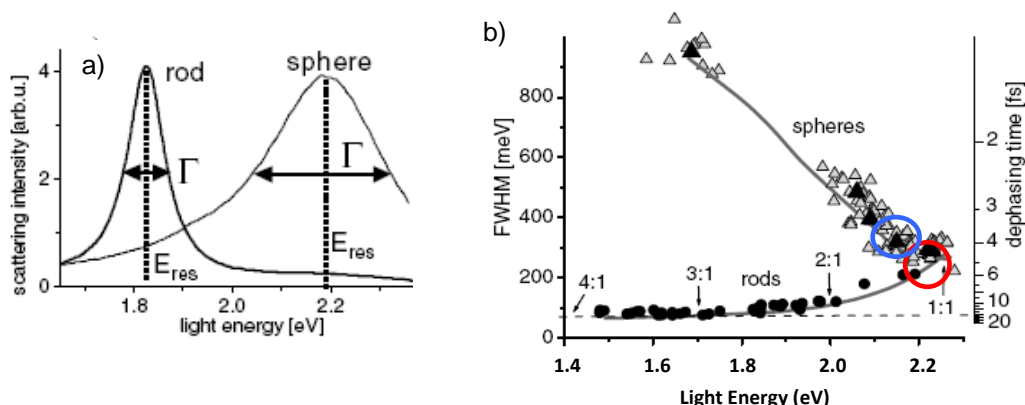 a)
rod
sphere
Γ
Γ
E_res
E_res
scattering intensity [arb.u.]
4
2
0
1.8
2.0
2.2
light energy [eV]
b)
FWHM [meV]
1000
800
600
400
200
0
spheres
rods
4:1
3:1
2:1
1:1
dephasing time [fs]
2
3
4
6
10
20
1.4
1.6
1.8
2.0
2.2
Light Energy (eV)